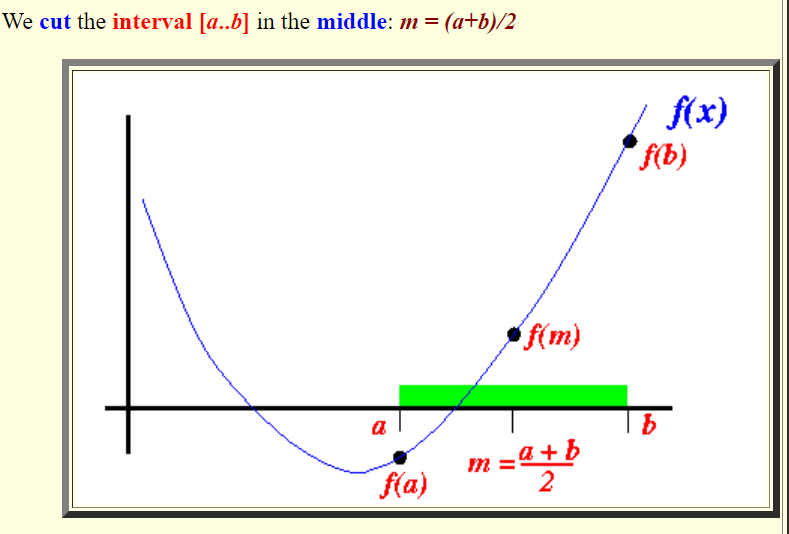 We cut the interval [a..b] in the middle: m = (a+b)/2
f(x)
f(b)
f(m)
a
b
m = a + b
2
f(a)